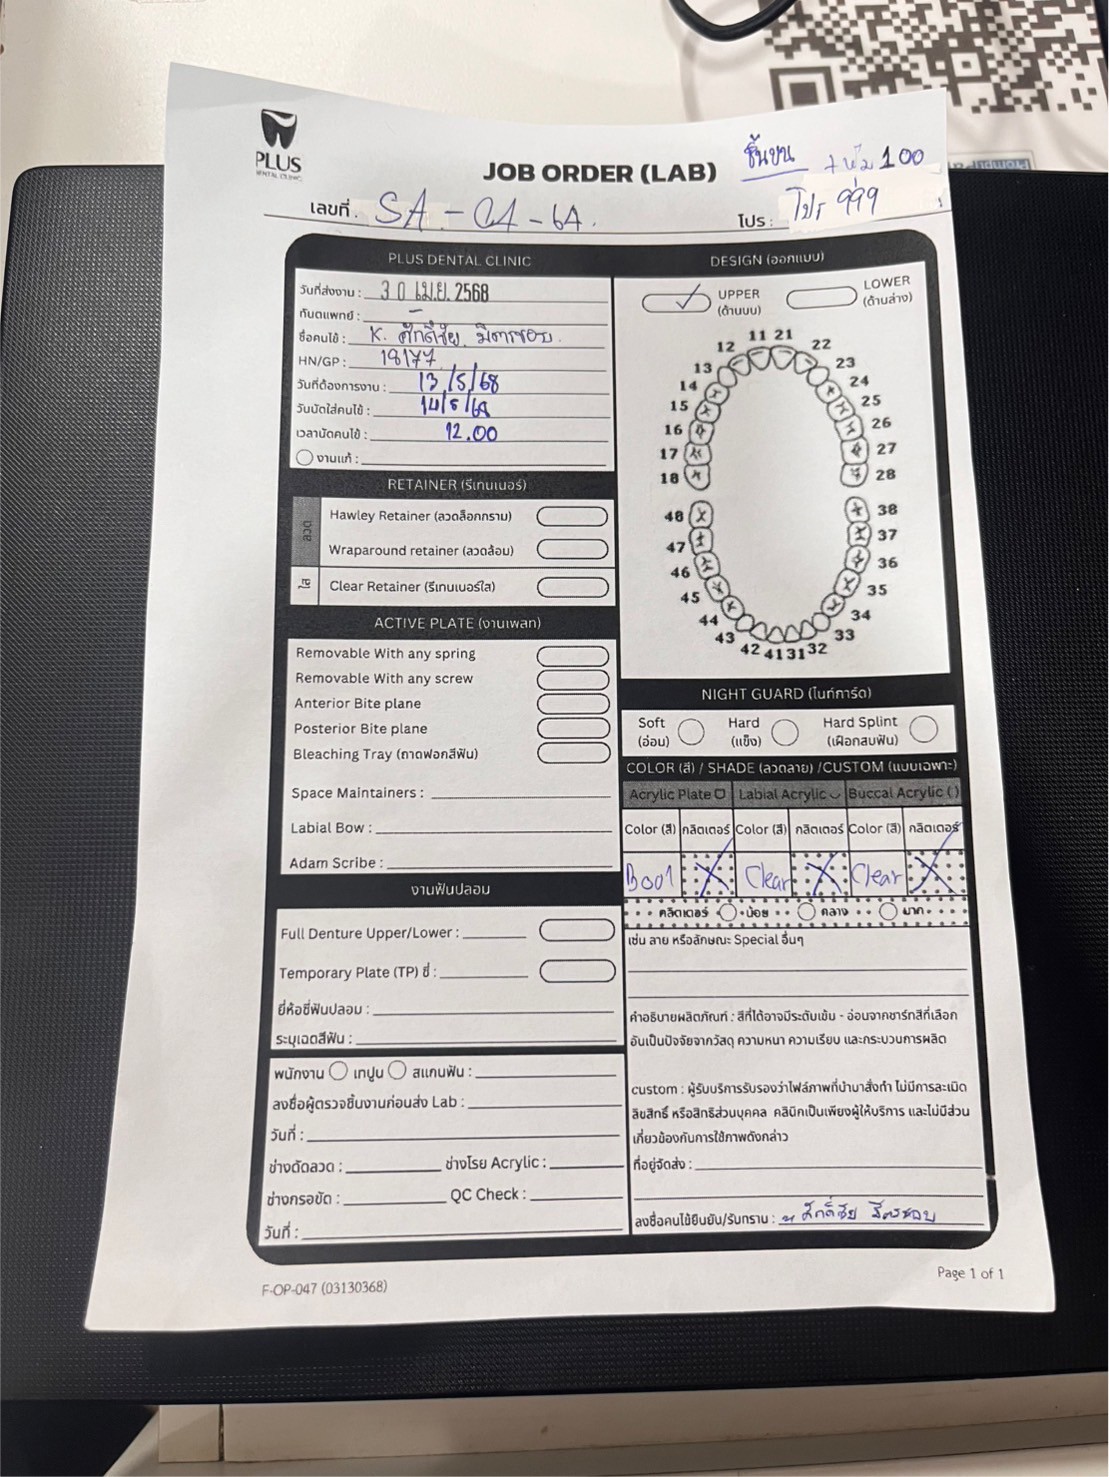 PLUS
DENTAL CLINIC
JOB ORDER (LAB)
ชิ้นบน
100
เลขที่ . SA - 04 - 64 .
โปร : โปร 999
PLUS DENTAL CLINIC
วันที่ส่งงาน : 30 เม.ย. 2568
ทันตแพทย์ : -
ชื่อคนไข้ : K. ศักดิ์ชัย มิตรชอบ
HN/GP : 18177
วันที่ต้องการงาน : 13/5/68
วันนัดใส่คนไข้ : 14/5/68
เวลานัดคนไข้ : 12.00
งานแก้ :
RETAINER (รีเทนเนอร์)
ลวด
Hawley Retainer (ลวดล็อกกราม)
Wraparound retainer (ลวดล้อม)
ใส
Clear Retainer (รีเทนเนอร์ใส)
ACTIVE PLATE (งานเพลท)
Removable With any spring
Removable With any screw
Anterior Bite plane
Posterior Bite plane
Bleaching Tray (ถาดฟอกสีฟัน)
Space Maintainers :
Labial Bow :
Adam Scribe :
งานฟันปลอม
Full Denture Upper/Lower :
Temporary Plate (TP) ซี่ :
ยี่ห้อซี่ฟันปลอม :
ระบุเฉดสีฟัน :
พนักงาน เทปูน สแกนฟัน :
ลงชื่อผู้ตรวจชิ้นงานก่อนส่ง Lab :
วันที่ :
ช่างดัดลวด : ช่างโรย Acrylic :
ช่างกรอขัด : QC Check :
วันที่ :
DESIGN (ออกแบบ)
UPPER
(ด้านบน)
LOWER
(ด้านล่าง)
11 21
12 22
13 23
14 24
15 25
16 26
17 27
18 28
48 38
47 37
46 36
45 35
44 34
43 33
42 41 31 32
NIGHT GUARD (ไนท์การ์ด)
Soft Hard Hard Splint
(อ่อน) (แข็ง) (เฝือกสบฟัน)
COLOR (สี) / SHADE (ลวดลาย) /CUSTOM (แบบเฉพาะ)
Acrylic Plate Labial Acrylic Buccal Acrylic ( )
Color (สี) กลิตเตอร์ Color (สี) กลิตเตอร์ Color (สี) กลิตเตอร์
B001 X Clear X Clear X
กลิตเตอร์ น้อย กลาง มาก
เช่น ลาย หรือลักษณะ Special อื่นๆ
คำอธิบายผลิตภัณฑ์ : สีที่ได้อาจมีระดับเข้ม - อ่อนจากชาร์ทสีที่เลือก
อันเป็นปัจจัยจากวัสดุ ความหนา ความเรียบ และกระบวนการผลิต
custom : ผู้รับบริการรับรองว่าไฟล์ภาพที่นำมาสั่งทำ ไม่มีการละเมิด
ลิขสิทธิ์ หรือสิทธิส่วนบุคคล คลินิกเป็นเพียงผู้ให้บริการ และไม่มีส่วน
เกี่ยวข้องกับการใช้ภาพดังกล่าว
ที่อยู่จัดส่ง :
ลงชื่อคนไข้ยืนยัน/รับทราบ : ศักดิ์ชัย มิตรชอบ
F-OP-047 (03130368)
Page 1 of 1